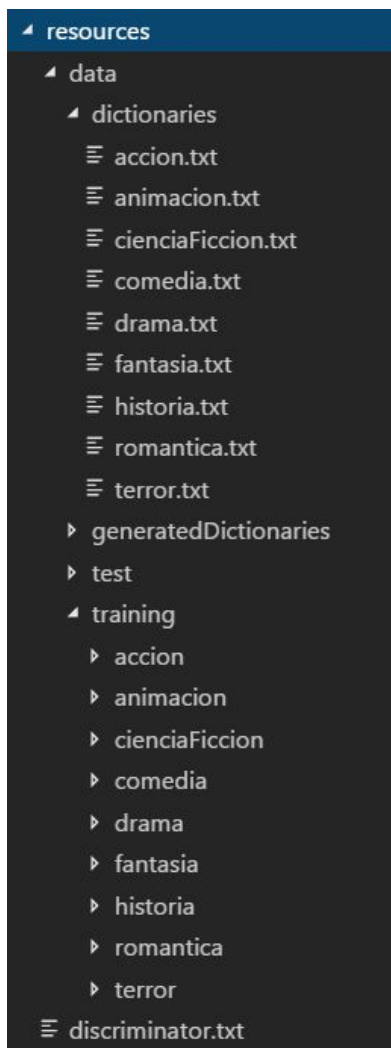 resources
data
dictionaries
accion.txt
animacion.txt
cienciaFiccion.txt
comedia.txt
drama.txt
fantasia.txt
historia.txt
romantica.txt
terror.txt
generatedDictionaries
test
training
accion
animacion
cienciaFiccion
comedia
drama
fantasia
historia
romantica
terror
discriminator.txt